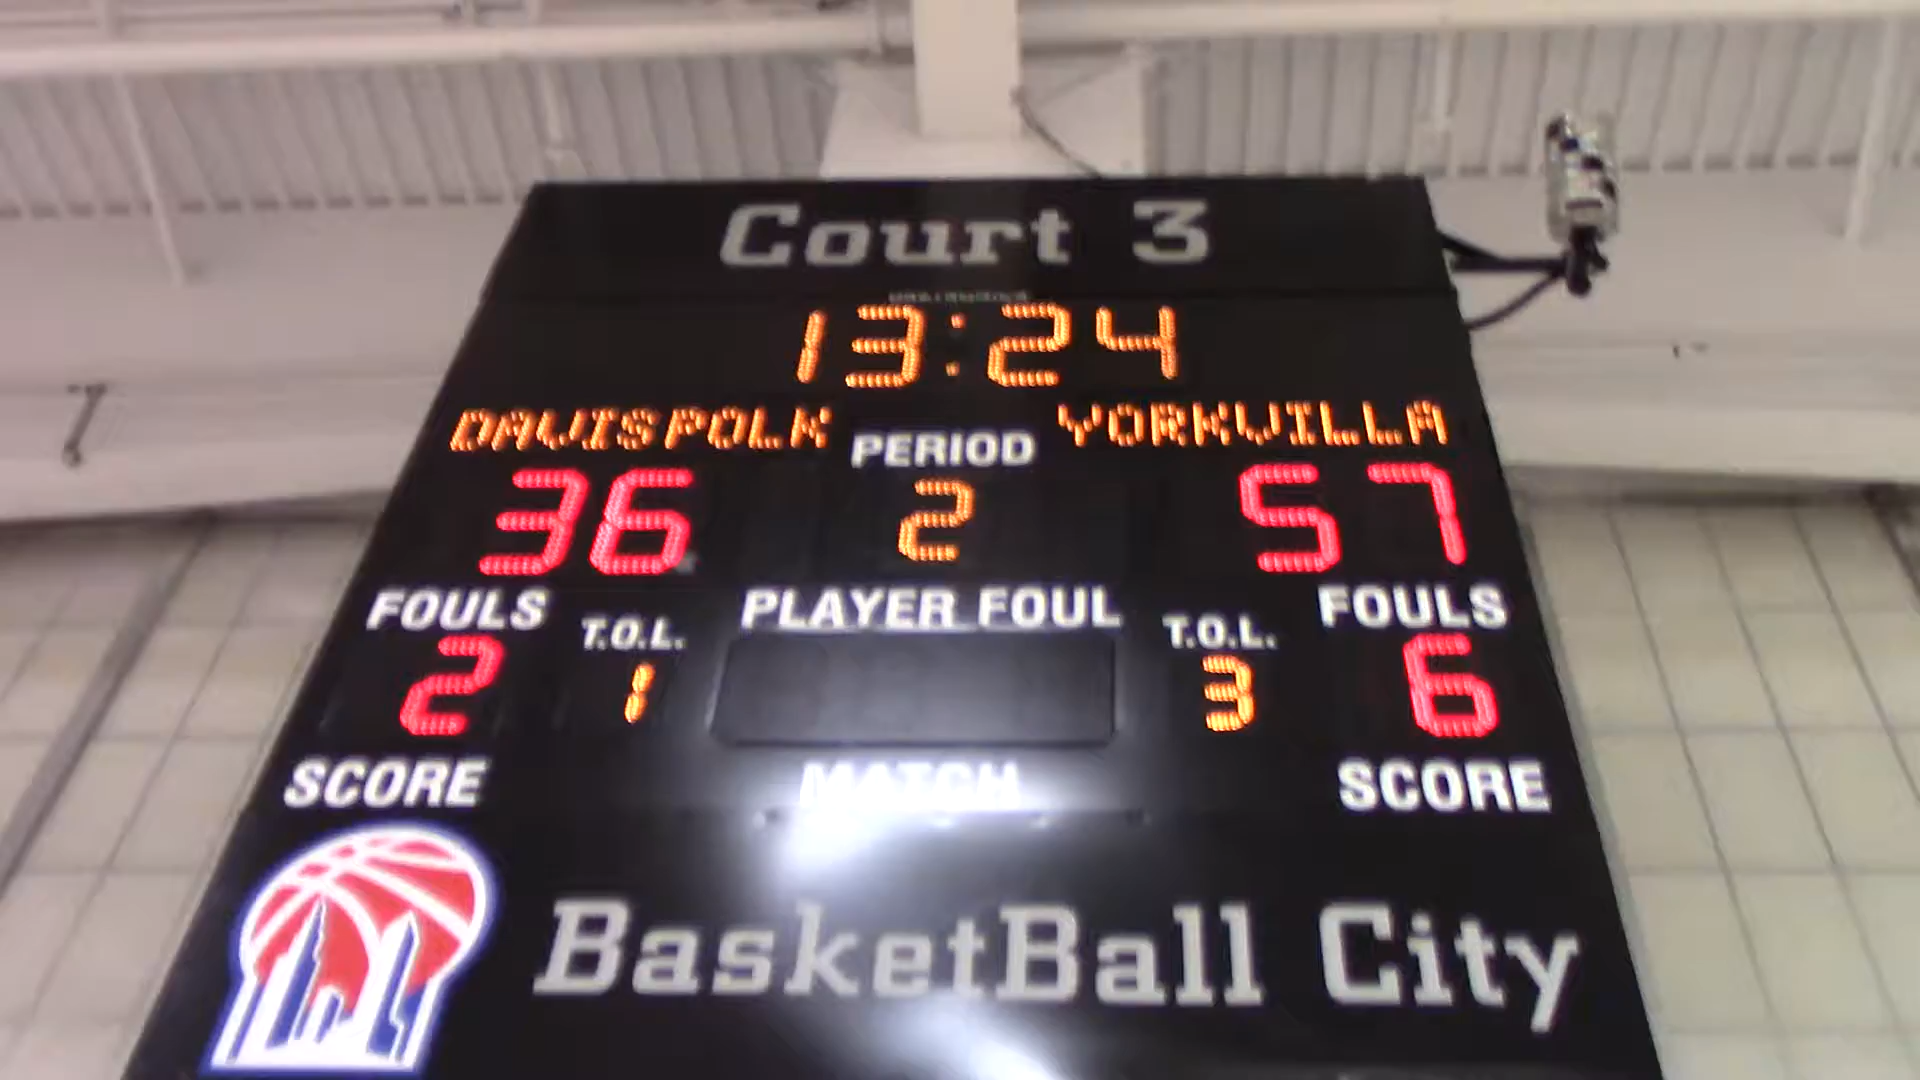 Court 3
13:24
DAVISPOLK PERIOD YORKVILLA
36 2 57
FOULS T.O.L. PLAYER FOUL T.O.L. FOULS
2 1 3 6
SCORE MATCH SCORE
BasketBall City